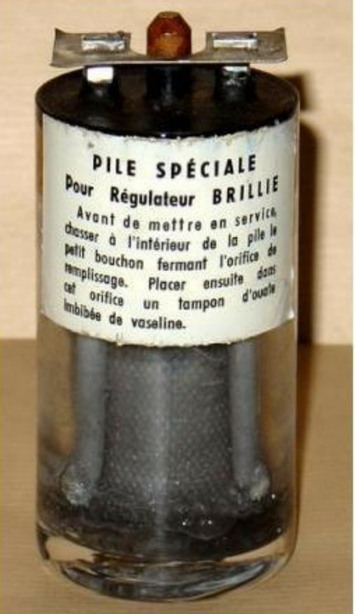 PILE SPÉCIALE
Pour Régulateur BRILLIE
Avant de mettre en service,
chasser à l'intérieur de la pile le
petit bouchon fermant l'orifice de
remplissage. Placer ensuite dans
cet orifice un tampon d'ouate
imbibée de vaseline.